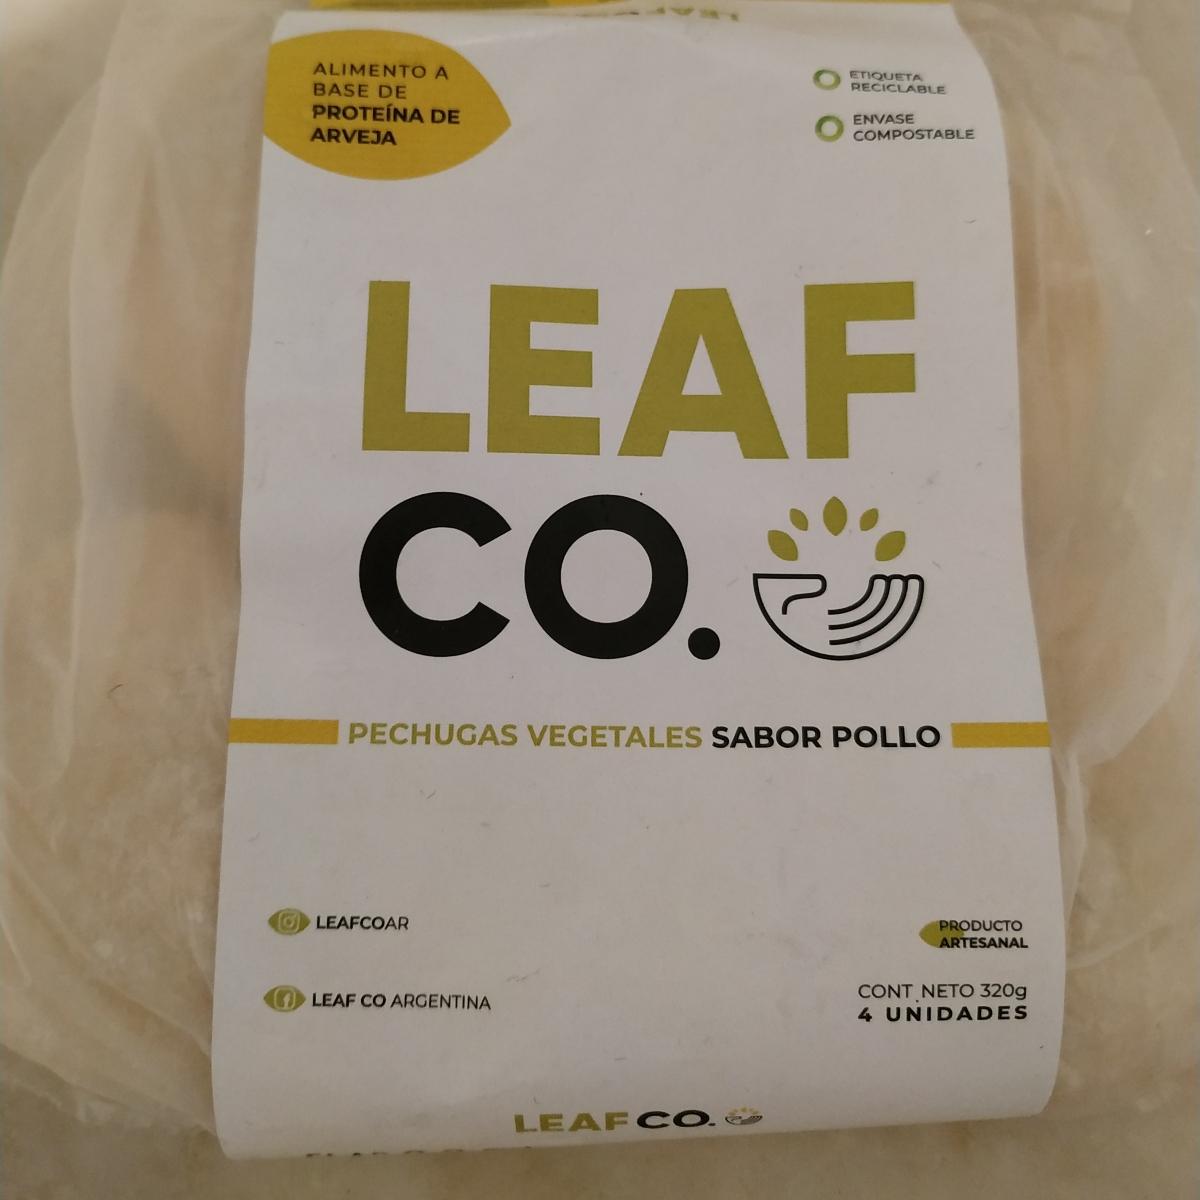 ALIMENTO A
BASE DE
PROTEÍNA DE
ARVEJA
ETIQUETA
RECICLABLE
ENVASE
COMPOSTABLE
LEAF
CO.
PECHUGAS VEGETALES SABOR POLLO
LEAFCOAR
LEAF CO ARGENTINA
PRODUCTO
ARTESANAL
CONT. NETO 320g
4 UNIDADES
LEAF CO.